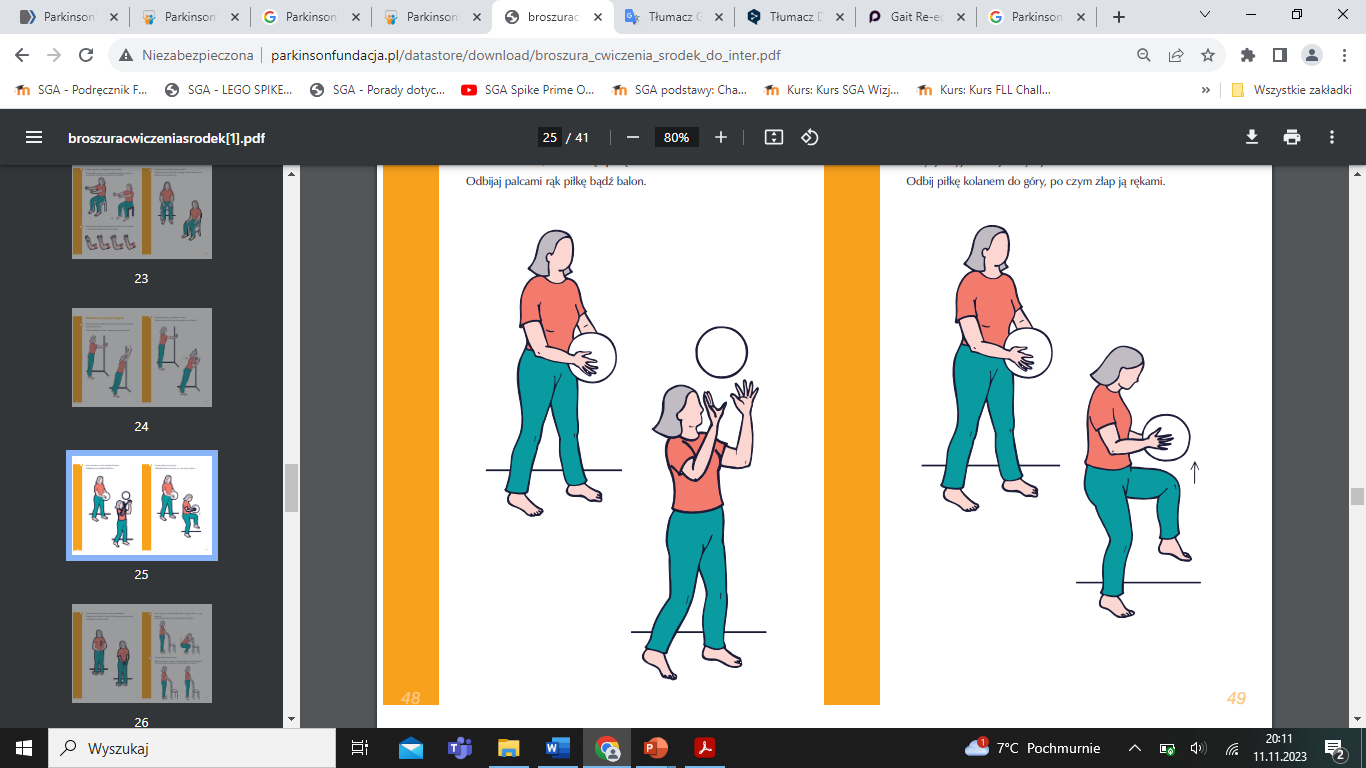 Parkinson
Parkinson
Parkinson'
Parkinson
broszurac
Tłumacz G
Tłumacz D
Gait Re-ec
Parkinson
Niezabezpieczona
parkinsonfundacja.pl/datastore/download/broszura_cwiczenia_srodek_do_inter.pdf
SGA - Podręcznik F...
SGA - LEGO SPIKE...
SGA - Porady dotyc...
SGA Spike Prime O...
SGA podstawy: Cha...
Kurs: Kurs SGA Wizj...
Kurs: Kurs FLL Chall...
»
Wszystkie zakładki
broszuracwiczeniasrodek[1].pdf
25 / 41
80%
23
24
25
26
Odbijaj palcami rąk piłkę bądź balon.
48
Odbij piłkę kolanem do góry, po czym złap ją rękami.
49
Wyszukaj
1
7°C Pochmurnie
20:11
11.11.2023
2